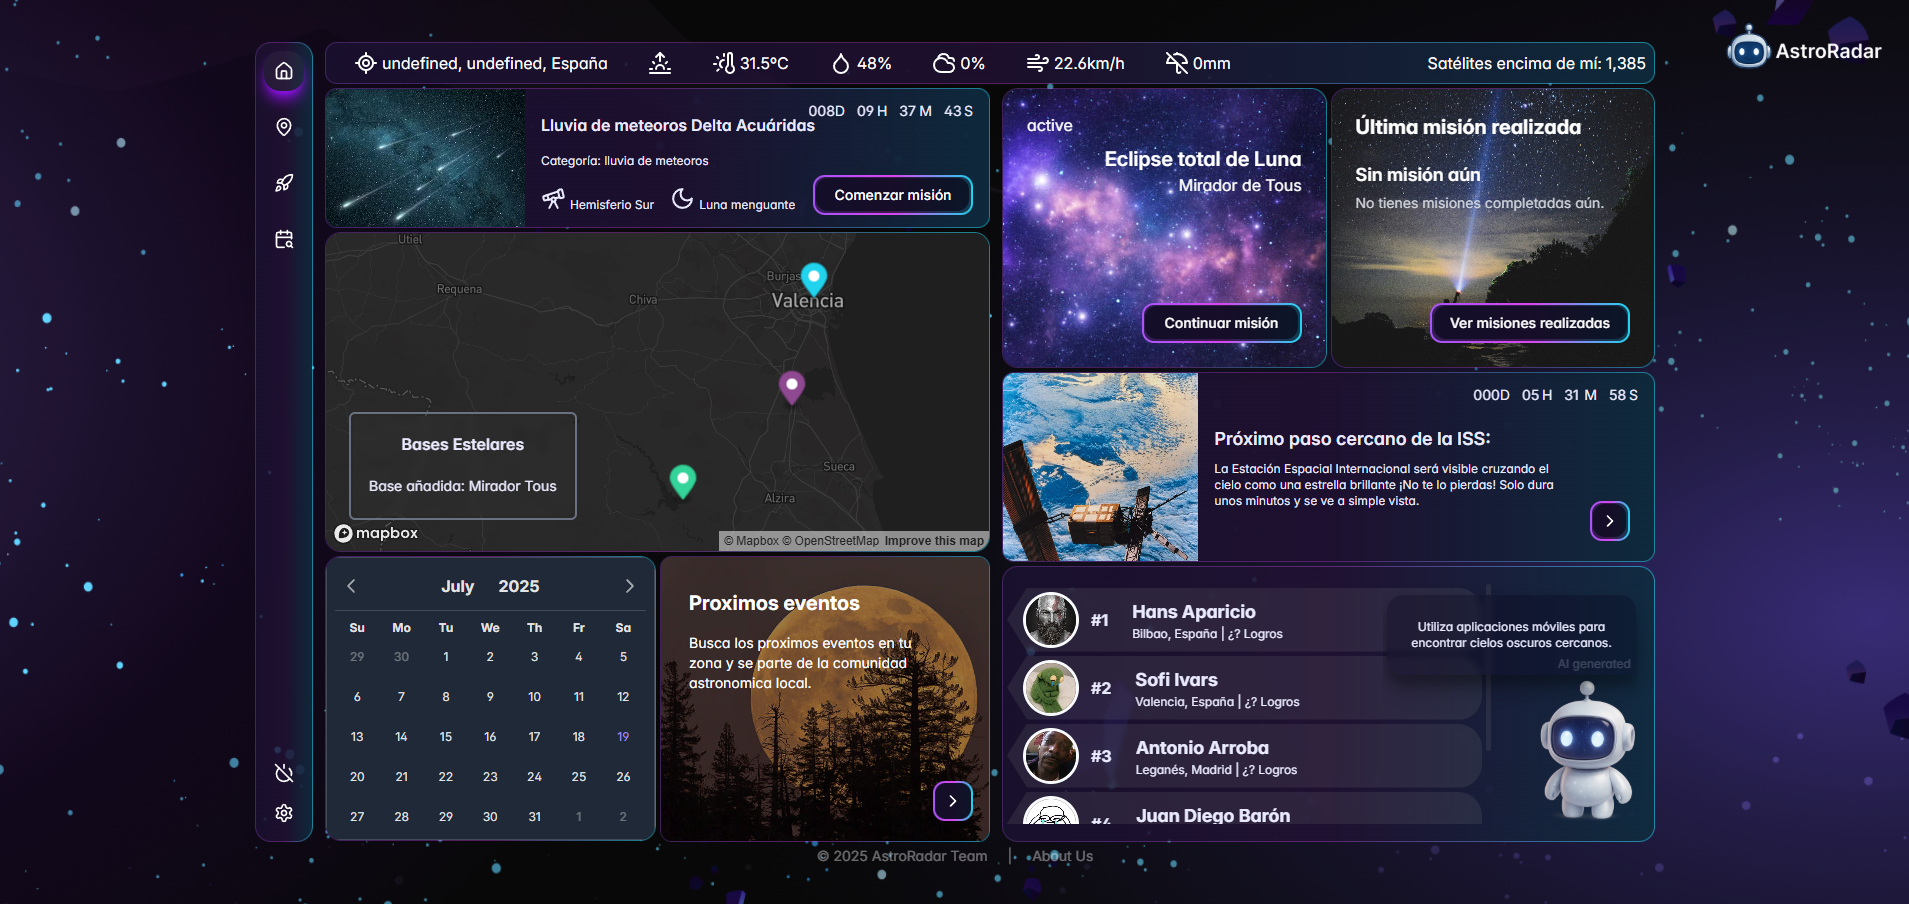 AstroRadar
undefined, undefined, España
31.5ºC
48%
0%
22.6km/h
0mm
Satélites encima de mí: 1,385
008D 09 H 37 M 43 S
Lluvia de meteoros Delta Acuáridas
Categoría: lluvia de meteoros
Hemisferio Sur
Luna menguante
Comenzar misión
active
Eclipse total de Luna
Mirador de Tous
Continuar misión
Última misión realizada
Sin misión aún
No tienes misiones completadas aún.
Ver misiones realizadas
Utiel
Requena
Chiva
Burjas
Valencia
Sueca
Alzira
Bases Estelares
Base añadida: Mirador Tous
mapbox
© Mapbox © OpenStreetMap Improve this map
000D 05 H 31 M 58 S
Próximo paso cercano de la ISS:
La Estación Espacial Internacional será visible cruzando el
cielo como una estrella brillante ¡No te lo pierdas! Solo dura
unos minutos y se ve a simple vista.
July 2025
Su Mo Tu We Th Fr Sa
29 30 1 2 3 4 5
6 7 8 9 10 11 12
13 14 15 16 17 18 19
20 21 22 23 24 25 26
27 28 29 30 31 1 2
Proximos eventos
Busca los proximos eventos en tu
zona y se parte de la comunidad
astronomica local.
#1
Hans Aparicio
Bilbao, España | ¿? Logros
#2
Sofi Ivars
Valencia, España | ¿? Logros
#3
Antonio Arroba
Leganés, Madrid | ¿? Logros
#4
Juan Diego Barón
Utiliza aplicaciones móviles para
encontrar cielos oscuros cercanos.
AI generated
© 2025 AstroRadar Team | About Us